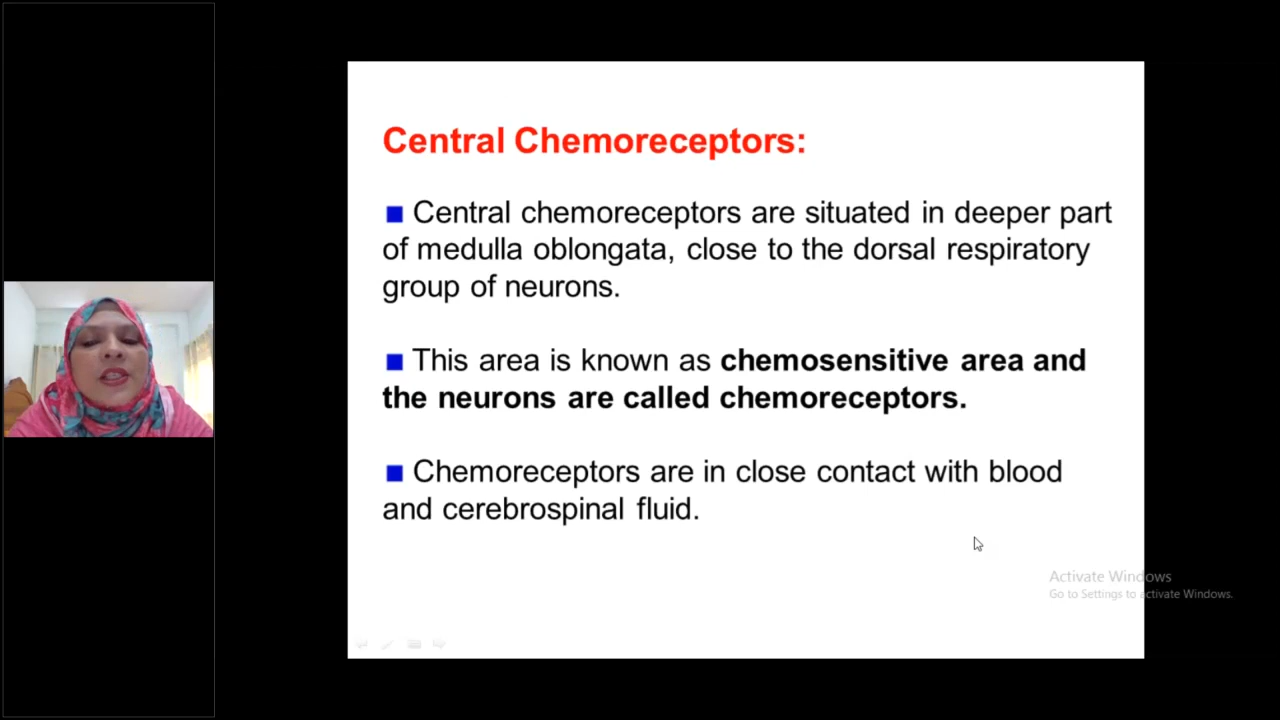 Central Chemoreceptors:
■ Central chemoreceptors are situated in deeper part
of medulla oblongata, close to the dorsal respiratory
group of neurons.
■ This area is known as chemosensitive area and
the neurons are called chemoreceptors.
■ Chemoreceptors are in close contact with blood
and cerebrospinal fluid.
Activate Windows
Go to Settings to activate Windows.